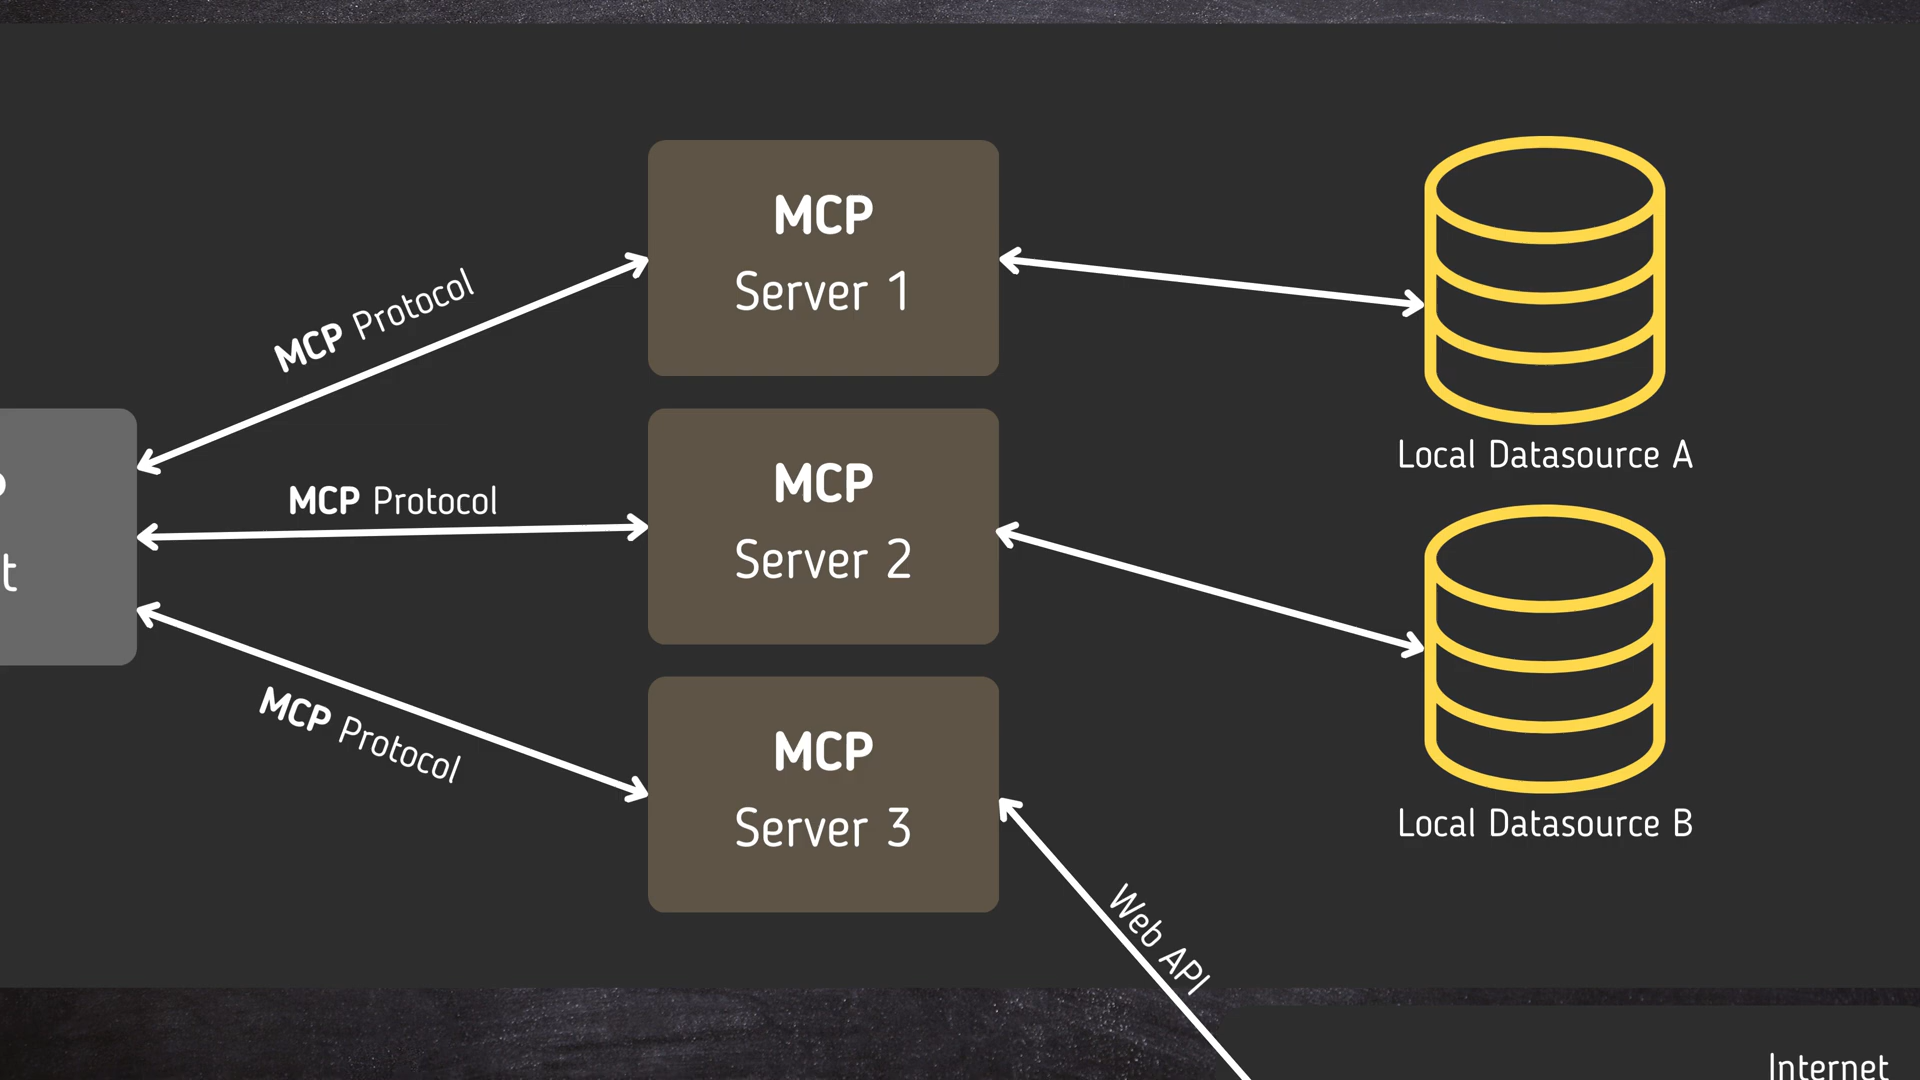 MCP
Server 1
MCP Protocol
Local Datasource A
MCP
Server 2
MCP Protocol
MCP
Server 3
MCP Protocol
Local Datasource B
Web API
Internet